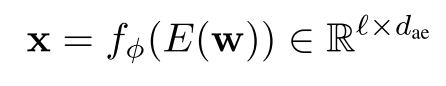 𝐱 = f_ϕ(E(𝐰)) ∈ ℝ^{ℓ×d_ae}